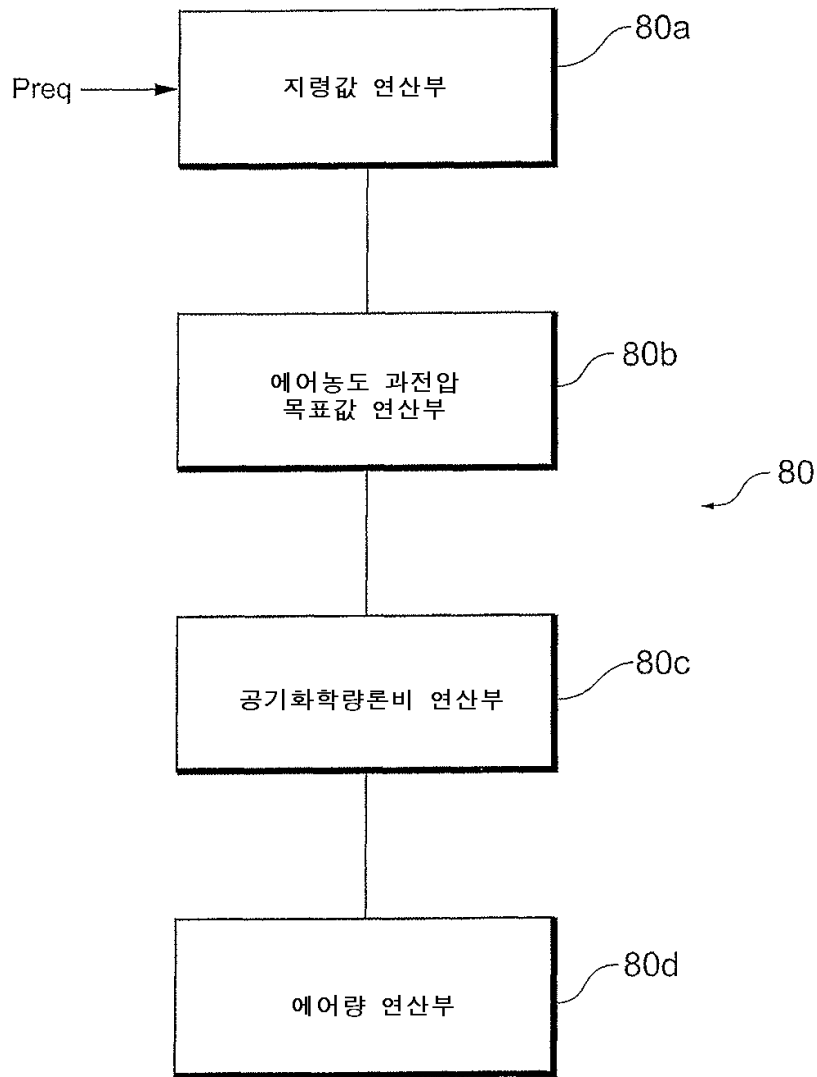 80a
Preq
지령값 연산부
80b
에어농도 과전압
목표값 연산부
80
80c
공기화학량론비 연산부
80d
에어량 연산부